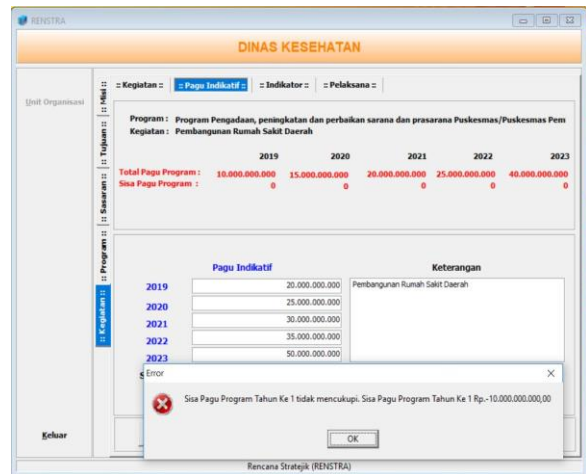 RENSTRA
DINAS KESEHATAN
Unit Organisasi
:: Misi ::
:: Tujuan ::
:: Sasaran ::
:: Program ::
:: Kegiatan ::
:: Kegiatan :: :: Pagu Indikatif :: :: Indikator :: :: Pelaksana ::
Program : Program Pengadaan, peningkatan dan perbaikan sarana dan prasarana Puskesmas/Puskesmas Pem
Kegiatan : Pembangunan Rumah Sakit Daerah
2019 2020 2021 2022 2023
Total Pagu Program : 10.000.000.000 15.000.000.000 20.000.000.000 25.000.000.000 40.000.000.000
Sisa Pagu Program : 0 0 0 0 0
Pagu Indikatif Keterangan
2019 20.000.000.000 Pembangunan Rumah Sakit Daerah
2020 25.000.000.000
2021 30.000.000.000
2022 35.000.000.000
2023 50.000.000.000
Error
Sisa Pagu Program Tahun Ke 1 tidak mencukupi. Sisa Pagu Program Tahun Ke 1 Rp.-10.000.000.000,00
OK
Keluar
Rencana Stratejik (RENSTRA)